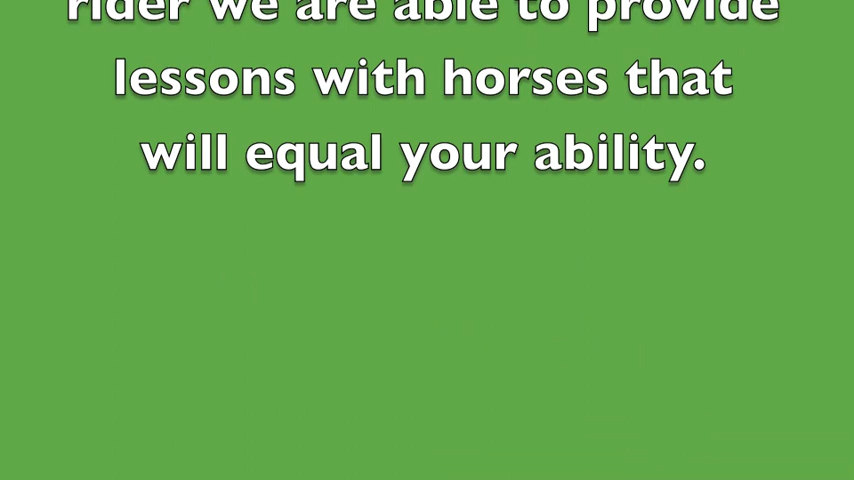 rider we are able to provide
lessons with horses that
will equal your ability.